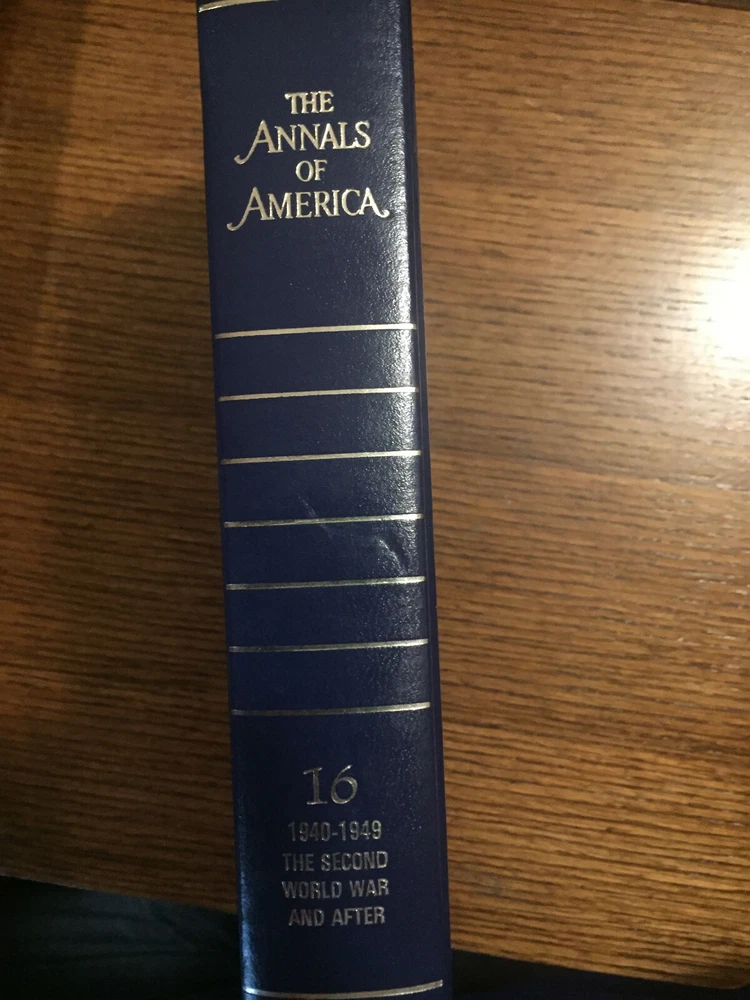 THE
ANNALS
OF
AMERICA
16
1940-1949
THE SECOND
WORLD WAR
AND AFTER